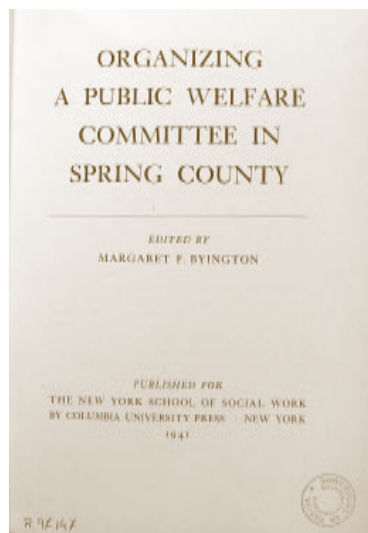 ORGANIZING
A PUBLIC WELFARE
COMMITTEE IN
SPRING COUNTY
EDITED BY
MARGARET F. BYINGTON
PUBLISHED FOR
THE NEW YORK SCHOOL OF SOCIAL WORK
BY COLUMBIA UNIVERSITY PRESS · NEW YORK
1941